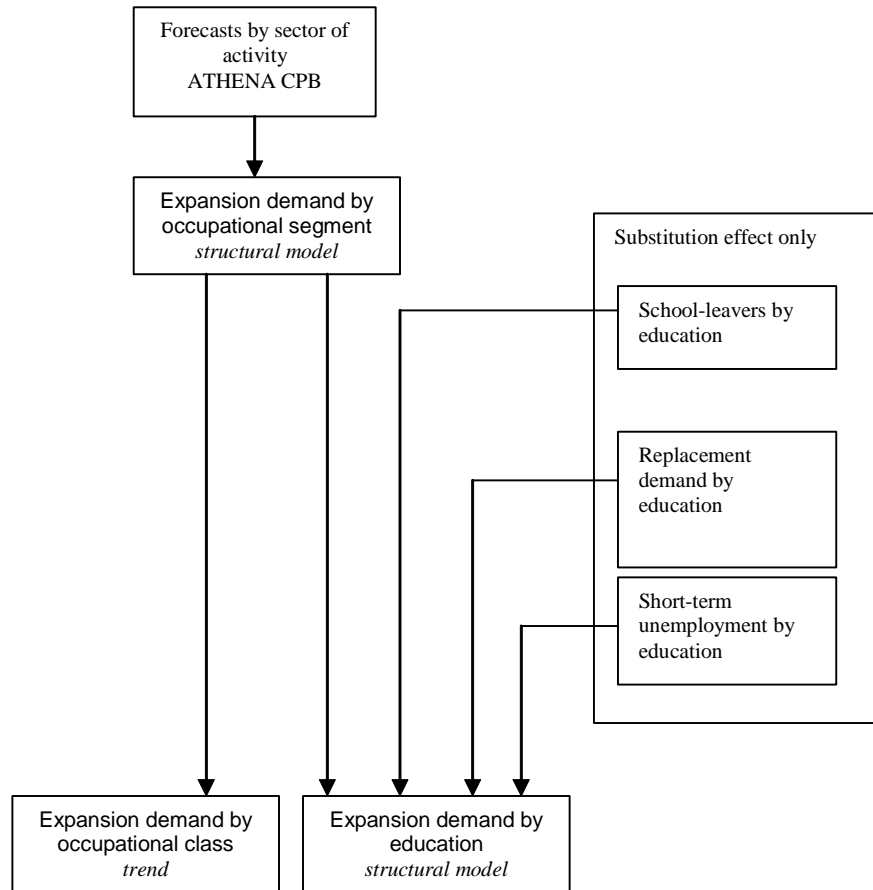 Forecasts by sector of
activity
ATHENA CPB
Expansion demand by
occupational segment
structural model
Substitution effect only
School-leavers by
education
Replacement
demand by
education
Short-term
unemployment by
education
Expansion demand by
occupational class
trend
Expansion demand by
education
structural model